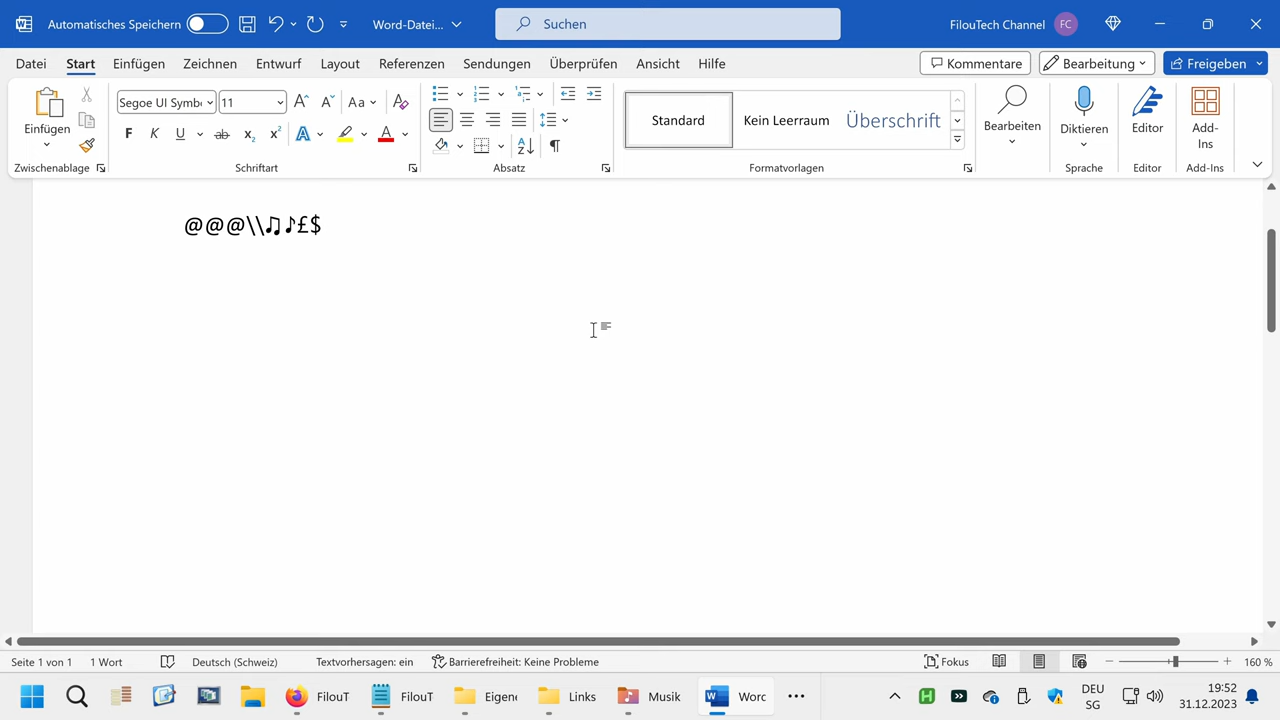 Automatisches Speichern
Word-Datei...
Suchen
FilouTech Channel
FC
Datei
Start
Einfügen
Zeichnen
Entwurf
Layout
Referenzen
Sendungen
Überprüfen
Ansicht
Hilfe
Kommentare
Bearbeitung
Freigeben
Einfügen
Zwischenablage
Segoe UI Symb
11
Aa
F K U ab x₂ x² A A
Schriftart
Absatz
Standard
Kein Leerraum
Überschrift
Formatvorlagen
Bearbeiten
Diktieren
Sprache
Editor
Editor
Add-
Ins
Add-Ins
@@@\\♫♪£$
Seite 1 von 1
1 Wort
Deutsch (Schweiz)
Textvorhersagen: ein
Barrierefreiheit: Keine Probleme
Fokus
160 %
FilouT
FilouT
Eigene
Links
Musik
Word
DEU
SG
19:52
31.12.2023